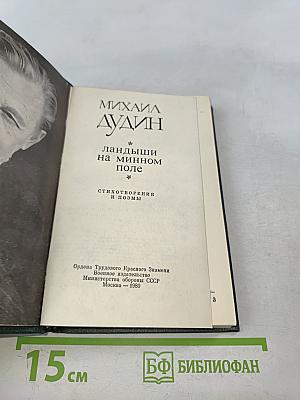 МИХАИЛ
ДУДИН
*
ЛАНДЫШИ
НА МИННОМ
ПОЛЕ
*
СТИХОТВОРЕНИЯ
И ПОЭМЫ
Ордена Трудового Красного Знамени
Военное издательство
Министерства обороны СССР
Москва — 1980
15 см
БФ БИБЛИОФАН